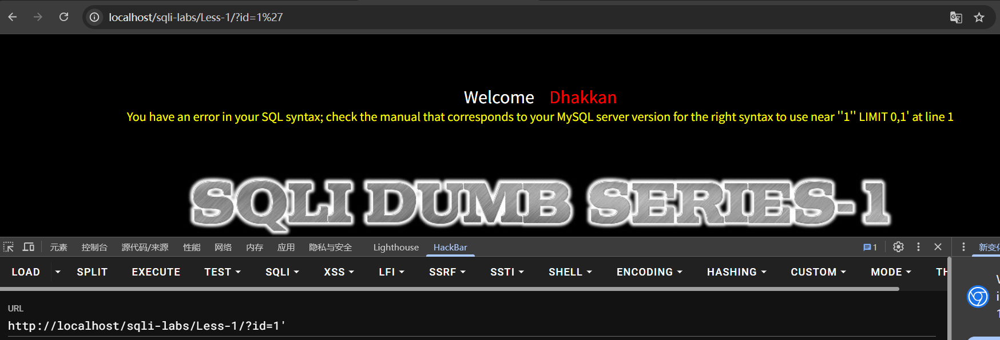 localhost/sqli-labs/Less-1/?id=1%27
Welcome Dhakkan
You have an error in your SQL syntax; check the manual that corresponds to your MySQL server version for the right syntax to use near ''1'' LIMIT 0,1' at line 1
SQLI DUMB SERIES-1
元素 控制台 源代码/来源 性能 网络 内存 应用 隐私与安全 Lighthouse HackBar 1
LOAD SPLIT EXECUTE TEST SQLI XSS LFI SSRF SSTI SHELL ENCODING HASHING CUSTOM MODE
URL
http://localhost/sqli-labs/Less-1/?id=1'